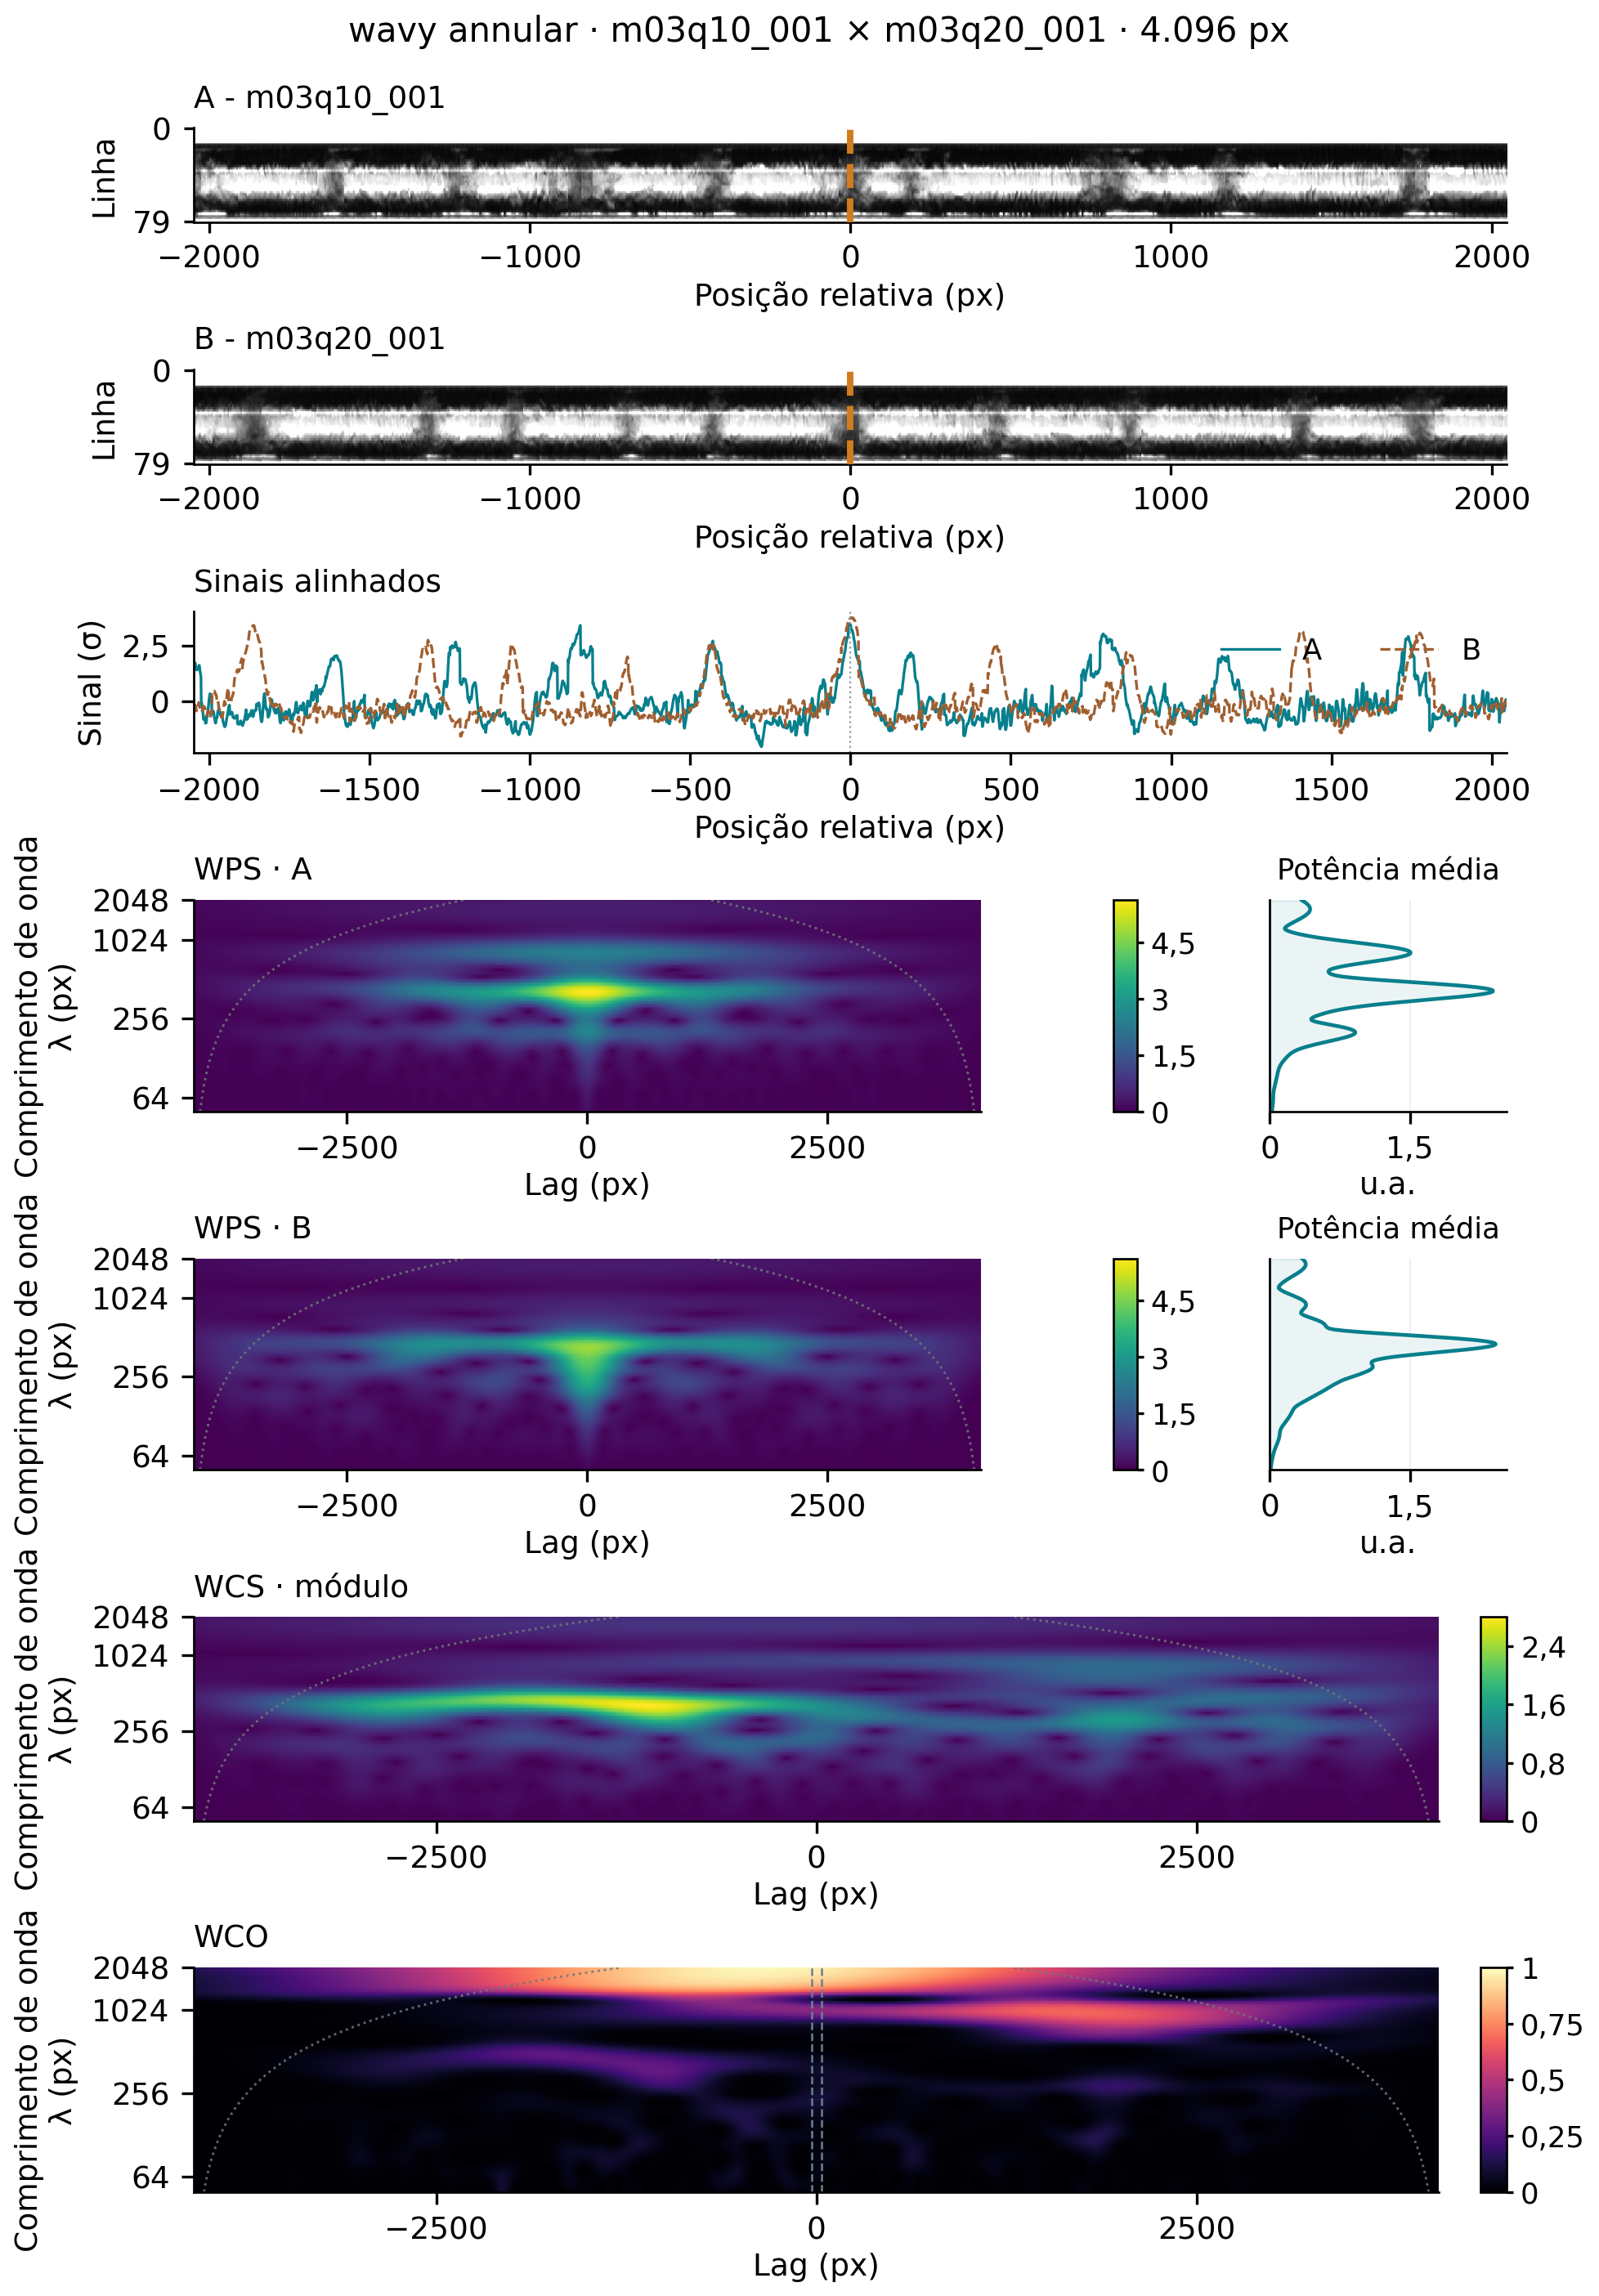 wavy annular · m03q10_001 × m03q20_001 · 4.096 px
A - m03q10_001
Linha
0
79
−2000 −1000 0 1000 2000
Posição relativa (px)
B - m03q20_001
Linha
0
79
−2000 −1000 0 1000 2000
Posição relativa (px)
Sinais alinhados
Sinal (σ)
2,5
0
A B
−2000 −1500 −1000 −500 0 500 1000 1500 2000
Posição relativa (px)
WPS · A
Comprimento de onda
λ (px)
2048
1024
256
64
−2500 0 2500
Lag (px)
4,5
3
1,5
0
Potência média
0 1,5
u.a.
WPS · B
Comprimento de onda
λ (px)
2048
1024
256
64
−2500 0 2500
Lag (px)
4,5
3
1,5
0
Potência média
0 1,5
u.a.
WCS · módulo
Comprimento de onda
λ (px)
2048
1024
256
64
−2500 0 2500
Lag (px)
2,4
1,6
0,8
0
WCO
Comprimento de onda
λ (px)
2048
1024
256
64
−2500 0 2500
Lag (px)
1
0,75
0,5
0,25
0